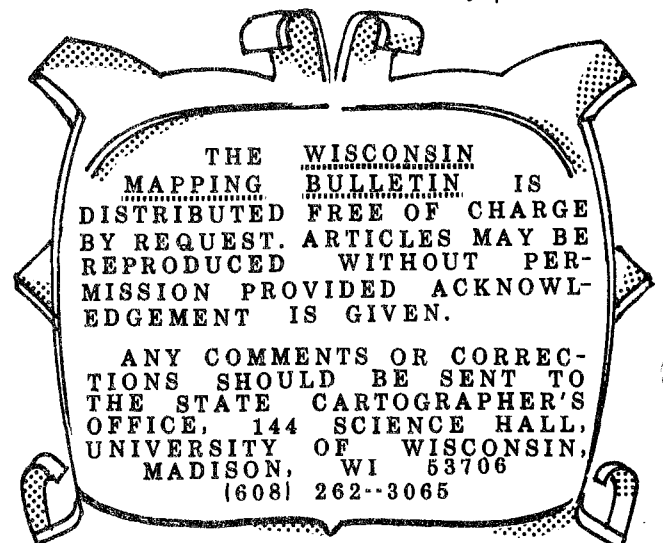 THE WISCONSIN
MAPPING BULLETIN IS
DISTRIBUTED FREE OF CHARGE
BY REQUEST. ARTICLES MAY BE
REPRODUCED WITHOUT PER-
MISSION PROVIDED ACKNOWL-
EDGEMENT IS GIVEN.
ANY COMMENTS OR CORREC-
TIONS SHOULD BE SENT TO
THE STATE CARTOGRAPHER'S
OFFICE, 144 SCIENCE HALL,
UNIVERSITY OF WISCONSIN,
MADISON, WI 53706
(608) 262--3065